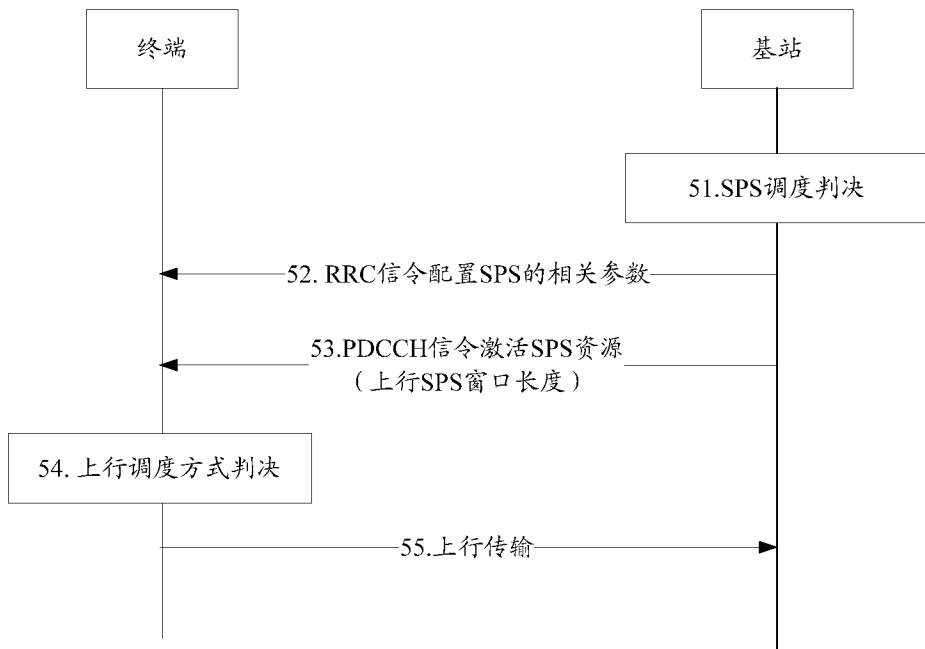 终端
基站
51.SPS调度判决
52. RRC信令配置SPS的相关参数
53.PDCCH信令激活SPS资源
（上行SPS窗口长度）
54. 上行调度方式判决
55.上行传输